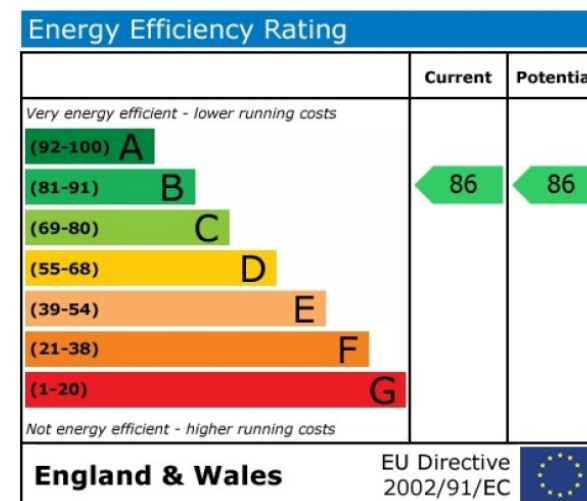 Energy Efficiency Rating
Current Potentia
Very energy efficient - lower running costs
(92-100) A
(81-91) B 86 86
(69-80) C
(55-68) D
(39-54) E
(21-38) F
(1-20) G
Not energy efficient - higher running costs
England & Wales EU Directive
2002/91/EC